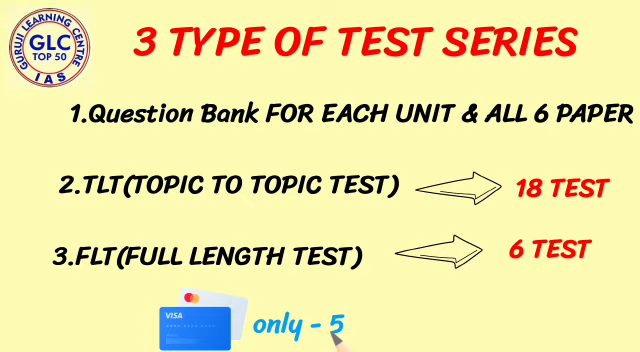 GURUJI LEARNING CENTRE
GLC
TOP 50
IAS
3 TYPE OF TEST SERIES
1.Question Bank FOR EACH UNIT & ALL 6 PAPER
2.TLT(TOPIC TO TOPIC TEST)
18 TEST
3.FLT(FULL LENGTH TEST)
6 TEST
VISA
only - 5